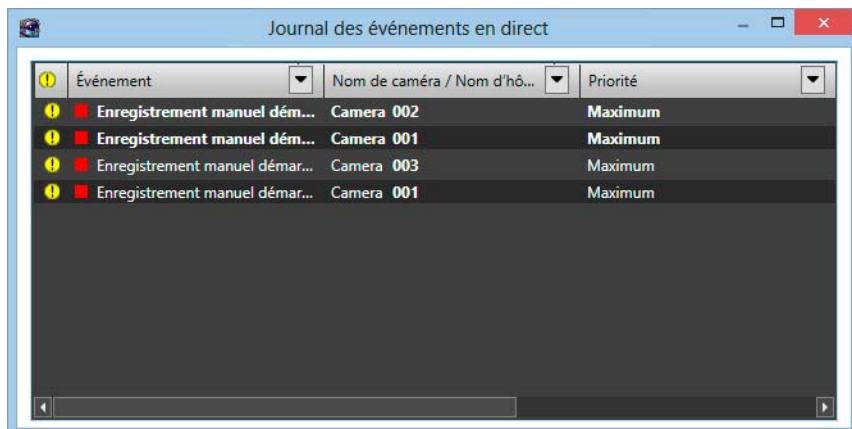 Journal des événements en direct
Événement Nom de caméra / Nom d'hô... Priorité
Enregistrement manuel dém... Camera 002 Maximum
Enregistrement manuel dém... Camera 001 Maximum
Enregistrement manuel démar... Camera 003 Maximum
Enregistrement manuel démar... Camera 001 Maximum